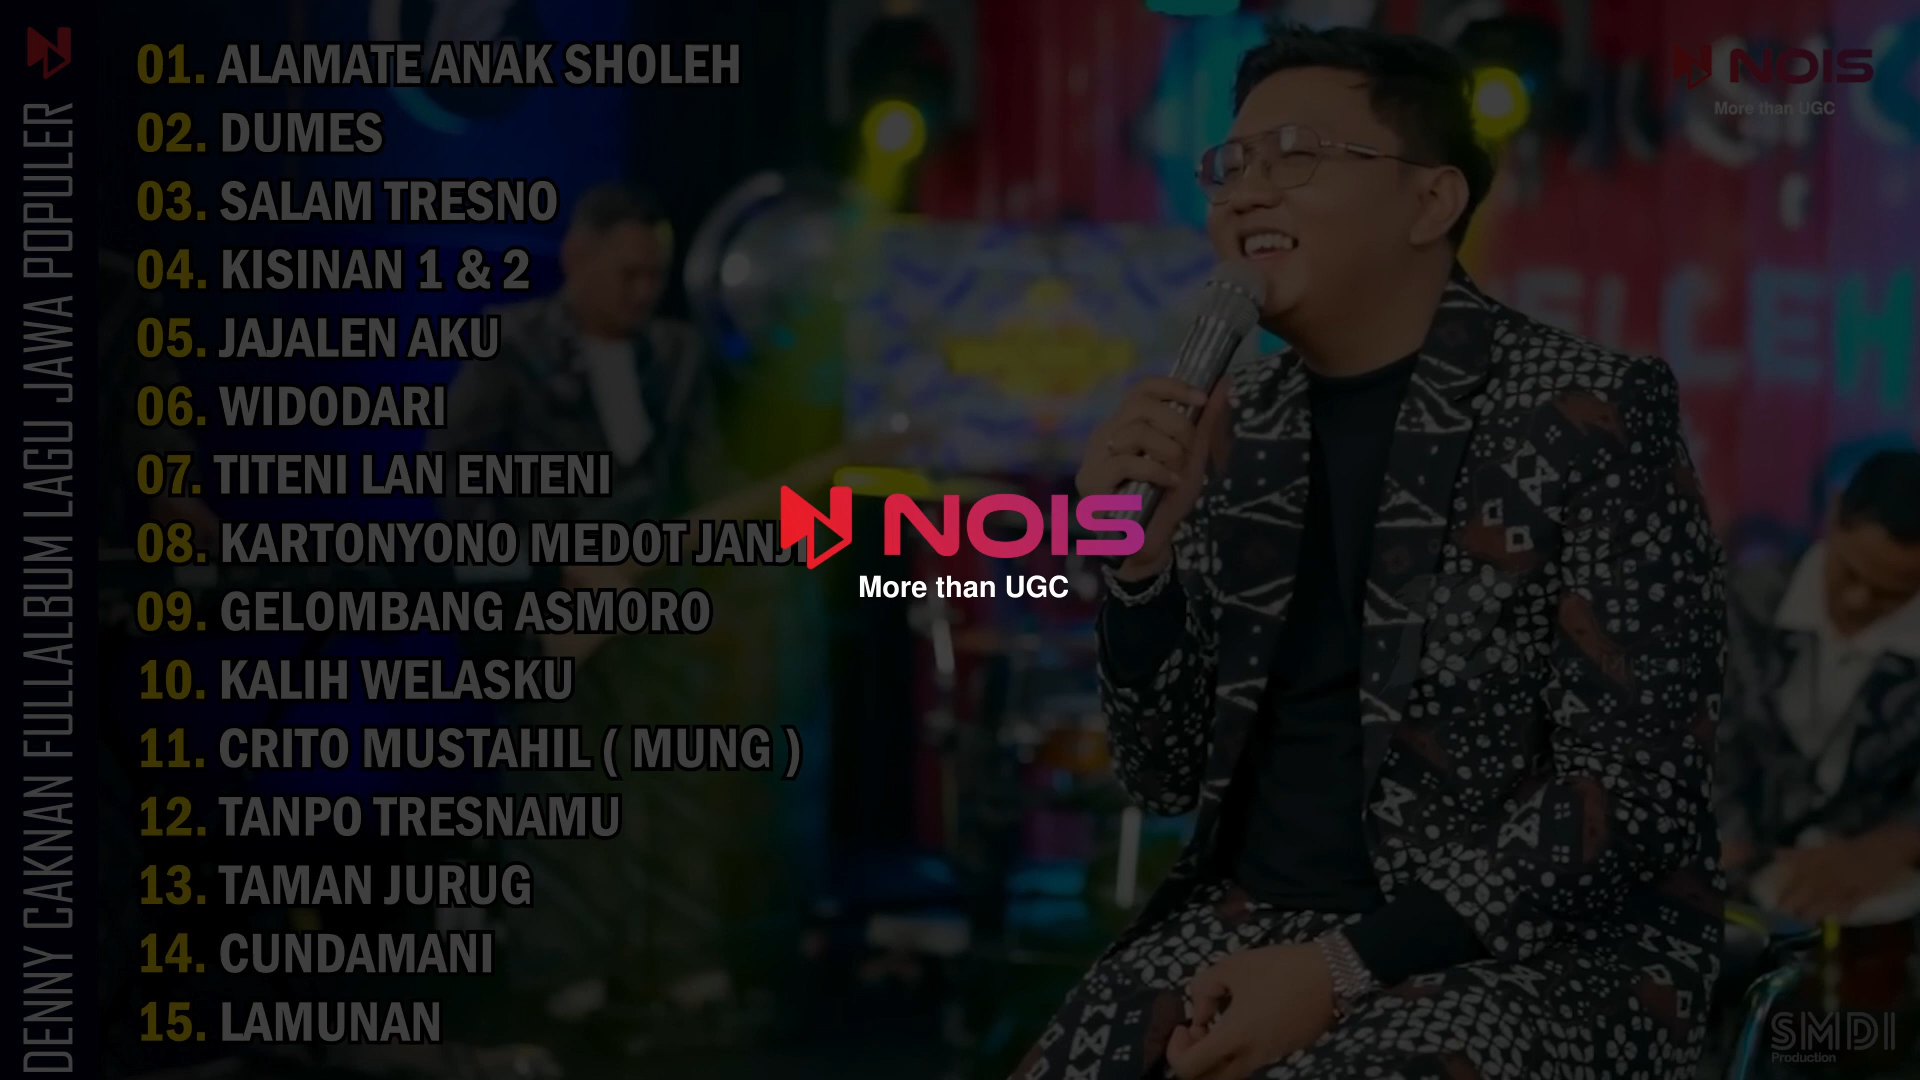 DENNY CAKNAN FULLALBUM LAGU JAWA POPULER
01. ALAMATE ANAK SHOLEH
02. DUMES
03. SALAM TRESNO
04. KISINAN 1 & 2
05. JAJALEN AKU
06. WIDODARI
07. TITENI LAN ENTENI
08. KARTONYONO MEDOT JANJI
09. GELOMBANG ASMORO
10. KALIH WELASKU
11. CRITO MUSTAHIL ( MUNG )
12. TANPO TRESNAMU
13. TAMAN JURUG
14. CUNDAMANI
15. LAMUNAN
NOIS
More than UGC
NOIS
More than UGC
SMDI
Production